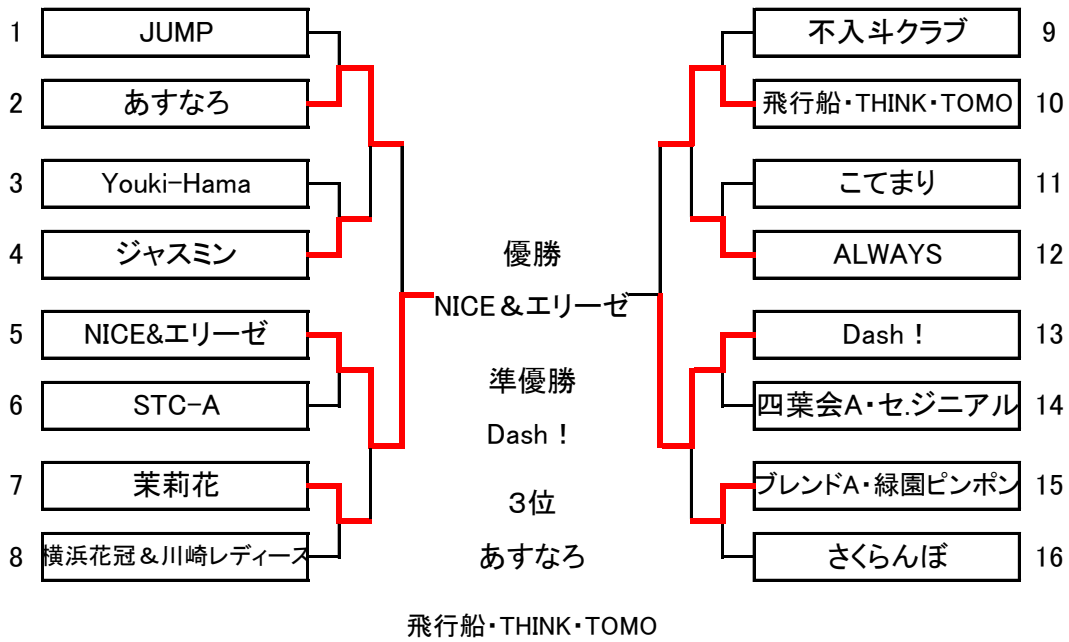 1 JUMP
2 あすなろ
3 Youki-Hama
4 ジャスミン
5 NICE&エリーゼ
6 STC-A
7 茉莉花
8 横浜花冠&川崎レディース
優勝
NICE&エリーゼ
準優勝
Dash!
3位
あすなろ
飛行船・THINK・TOMO
不入斗クラブ 9
飛行船・THINK・TOMO 10
こてまり 11
ALWAYS 12
Dash! 13
四葉会A・セ.ジニアル 14
ブレンドA・緑園ピンポン 15
さくらんぼ 16